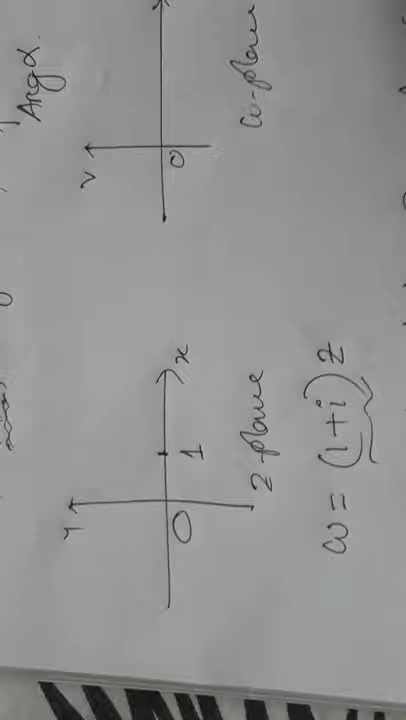 Arg α.
y
v
O
1
x
O
z-plane
w-plane
w = (1+i)z